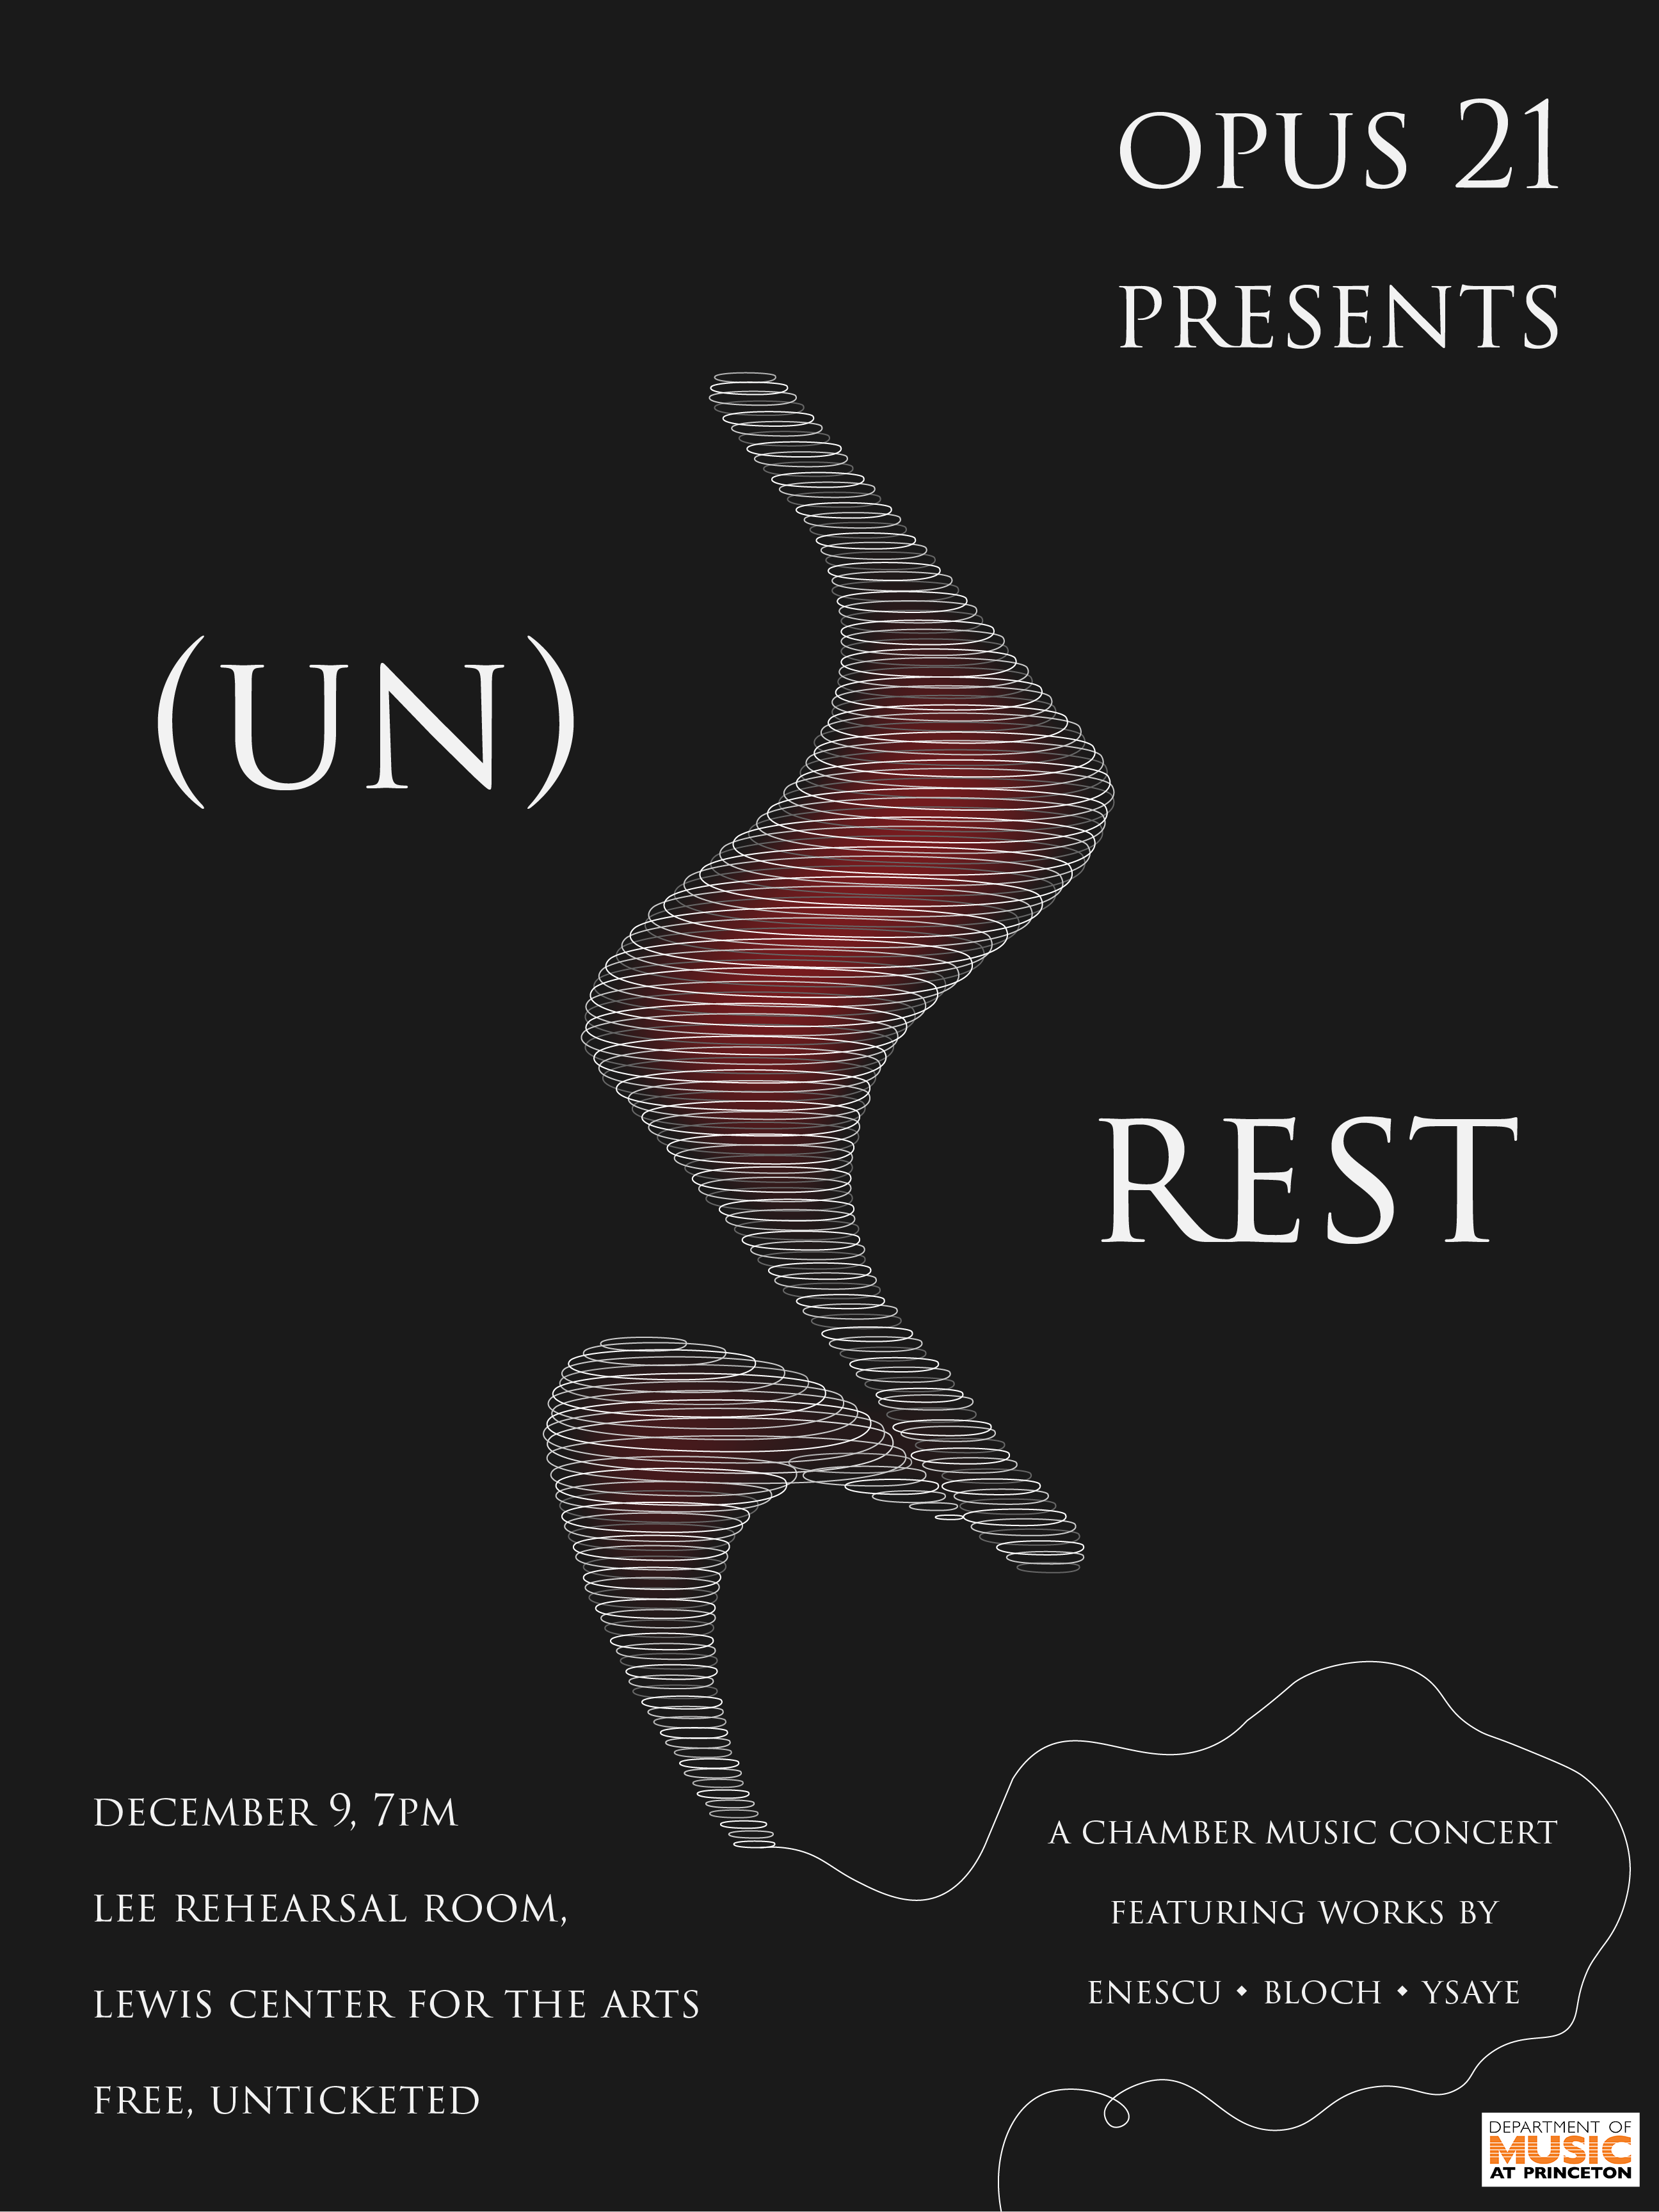 OPUS 21
PRESENTS
(UN)
REST
DECEMBER 9, 7PM
LEE REHEARSAL ROOM,
LEWIS CENTER FOR THE ARTS
FREE, UNTICKETED
A CHAMBER MUSIC CONCERT
FEATURING WORKS BY
ENESCU ⬥ BLOCH ⬥ YSAYE
DEPARTMENT OF
MUSIC
AT PRINCETON